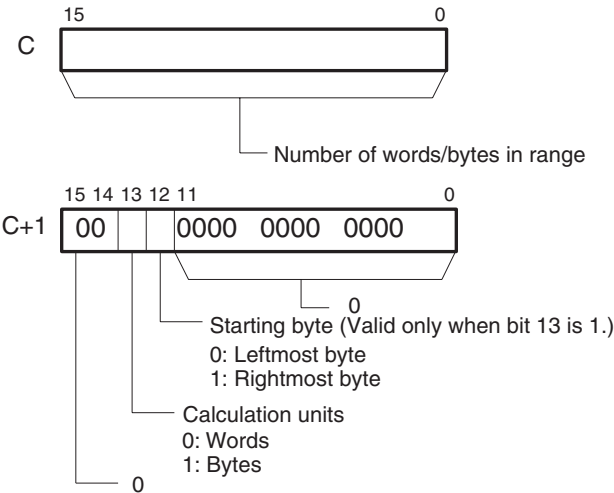 15 0
C
Number of words/bytes in range
15 14 13 12 11 0
C+1 00 0000 0000 0000
0
Starting byte (Valid only when bit 13 is 1.)
0: Leftmost byte
1: Rightmost byte
Calculation units
0: Words
1: Bytes
0